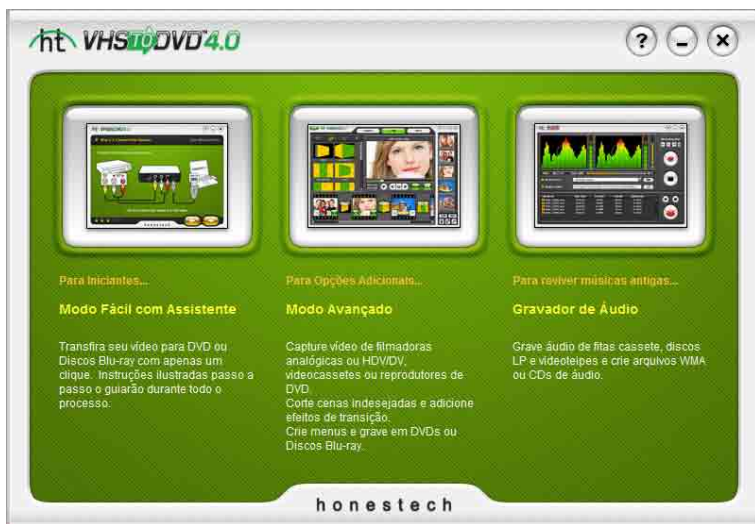 ht VHSTODVD™4.0
? – X
Para Iniciantes...
Modo Fácil com Assistente
Transfira seu vídeo para DVD ou
Discos Blu-ray com apenas um
clique. Instruções ilustradas passo a
passo o guiarão durante todo o
processo.
Para Opções Adicionais...
Modo Avançado
Capture vídeo de filmadoras
analógicas ou HDV/DV,
videocassetes ou reprodutores de
DVD.
Corte cenas indesejadas e adicione
efeitos de transição.
Crie menus e grave em DVDs ou
Discos Blu-ray.
Para reviver músicas antigas...
Gravador de Áudio
Grave áudio de fitas cassete, discos
LP e videoteipes e crie arquivos WMA
ou CDs de áudio.
honestech